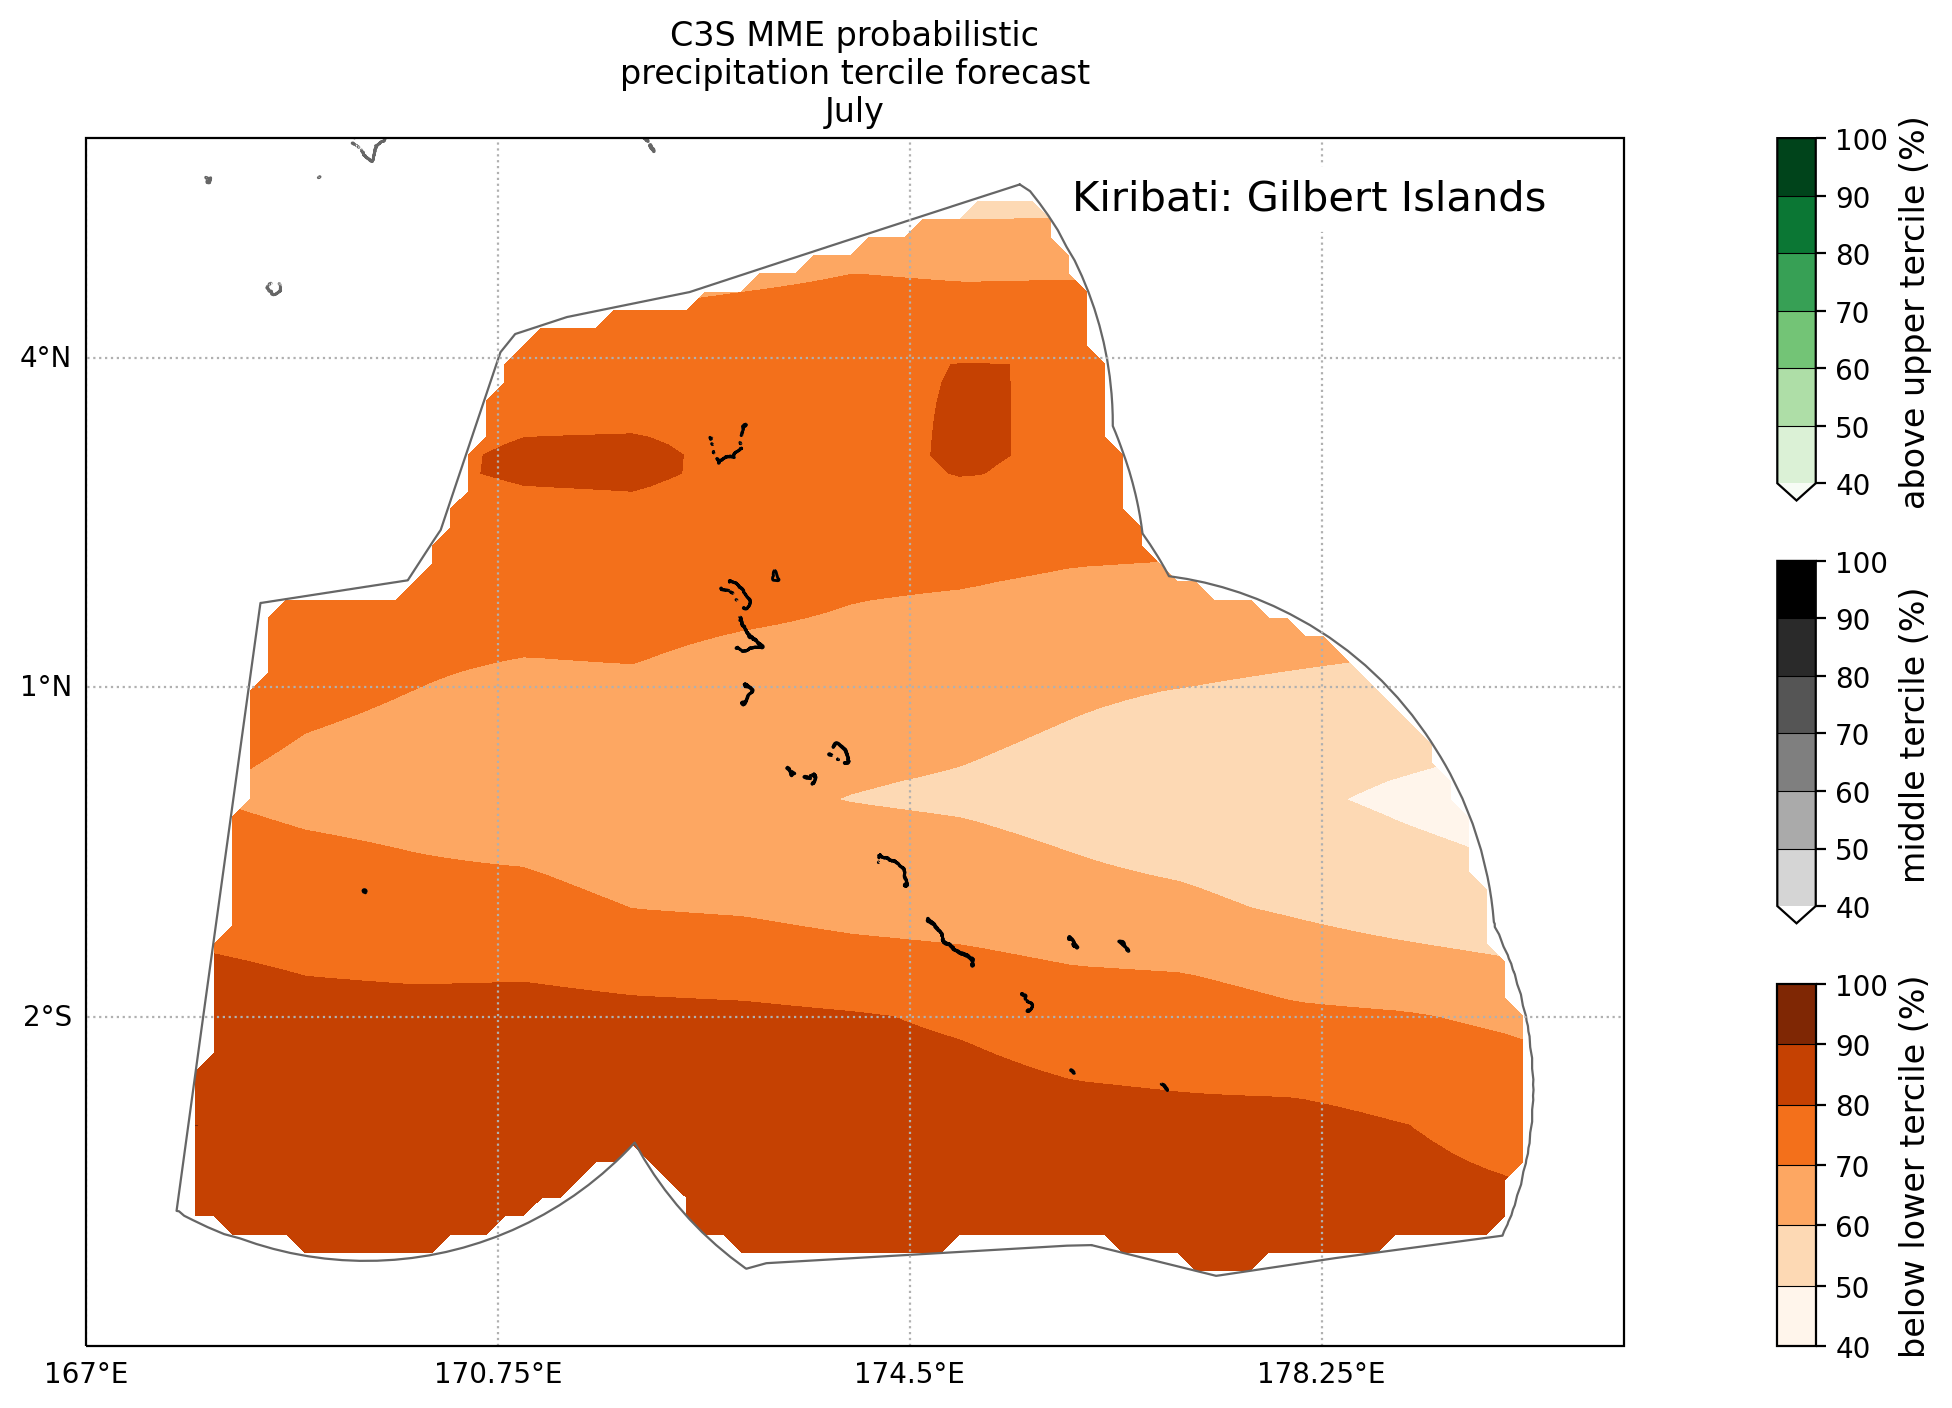 C3S MME probabilistic
precipitation tercile forecast
July
Kiribati: Gilbert Islands
4°N
1°N
2°S
167°E
170.75°E
174.5°E
178.25°E
100
90
80
70
60
50
40
above upper tercile (%)
100
90
80
70
60
50
40
middle tercile (%)
100
90
80
70
60
50
40
below lower tercile (%)